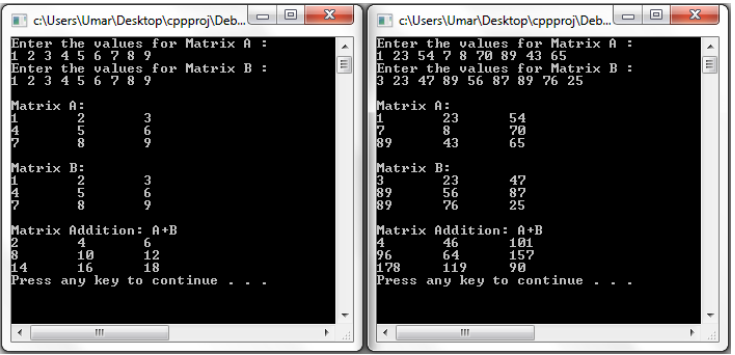 c:\Users\Umar\Desktop\cppproj\Deb...
Enter the values for Matrix A :
1 2 3 4 5 6 7 8 9
Enter the values for Matrix B :
1 2 3 4 5 6 7 8 9
Matrix A:
1 2 3
4 5 6
7 8 9
Matrix B:
1 2 3
4 5 6
7 8 9
Matrix Addition: A+B
2 4 6
8 10 12
14 16 18
Press any key to continue . . .
c:\Users\Umar\Desktop\cppproj\Deb...
Enter the values for Matrix A :
1 23 54 7 8 70 89 43 65
Enter the values for Matrix B :
3 23 47 89 56 87 89 76 25
Matrix A:
1 23 54
7 8 70
89 43 65
Matrix B:
3 23 47
89 56 87
89 76 25
Matrix Addition: A+B
4 46 101
96 64 157
178 119 90
Press any key to continue . . .